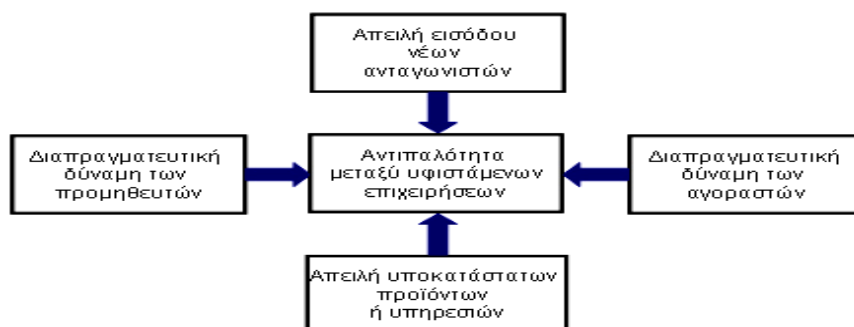 Απειλή εισόδου
νέων
ανταγωνιστών
Διαπραγματευτική
δύναμη των
προμηθευτών
Αντιπαλότητα
μεταξύ υφιστάμενων
επιχειρήσεων
Διαπραγματευτική
δύναμη των
αγοραστών
Απειλή υποκατάστατων
προϊόντων
ή υπηρεσιών